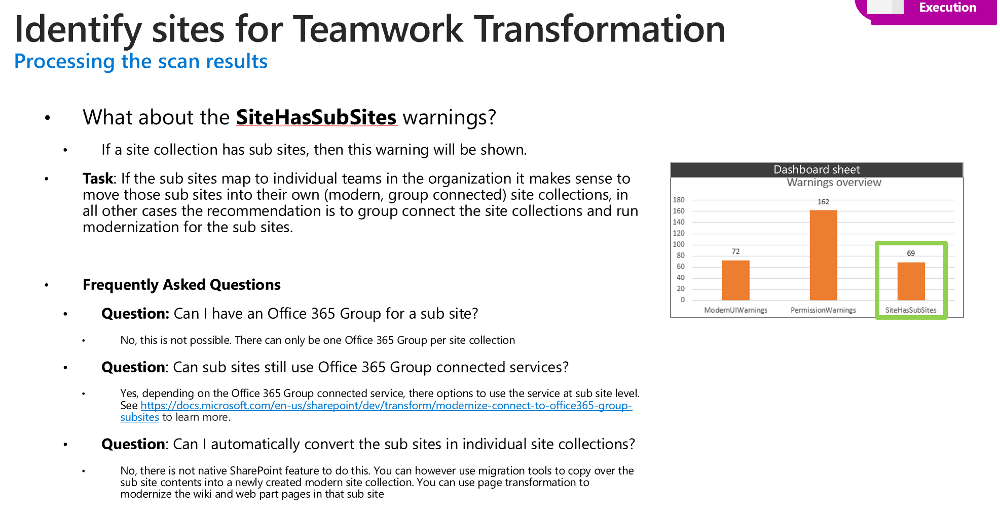 Execution
Identify sites for Teamwork Transformation
Processing the scan results
• What about the SiteHasSubSites warnings?
• If a site collection has sub sites, then this warning will be shown.
• Task: If the sub sites map to individual teams in the organization it makes sense to
move those sub sites into their own (modern, group connected) site collections, in
all other cases the recommendation is to group connect the site collections and run
modernization for the sub sites.
• Frequently Asked Questions
• Question: Can I have an Office 365 Group for a sub site?
• No, this is not possible. There can only be one Office 365 Group per site collection
• Question: Can sub sites still use Office 365 Group connected services?
• Yes, depending on the Office 365 Group connected service, there options to use the service at sub site level.
See https://docs.microsoft.com/en-us/sharepoint/dev/transform/modernize-connect-to-office365-group-
subsites to learn more.
• Question: Can I automatically convert the sub sites in individual site collections?
• No, there is not native SharePoint feature to do this. You can however use migration tools to copy over the
sub site contents into a newly created modern site collection. You can use page transformation to
modernize the wiki and web part pages in that sub site
Dashboard sheet
Warnings overview
180
160
140
120
100
80
60
40
20
0
72
162
69
ModernUIWarnings
PermissionWarnings
SiteHasSubSites